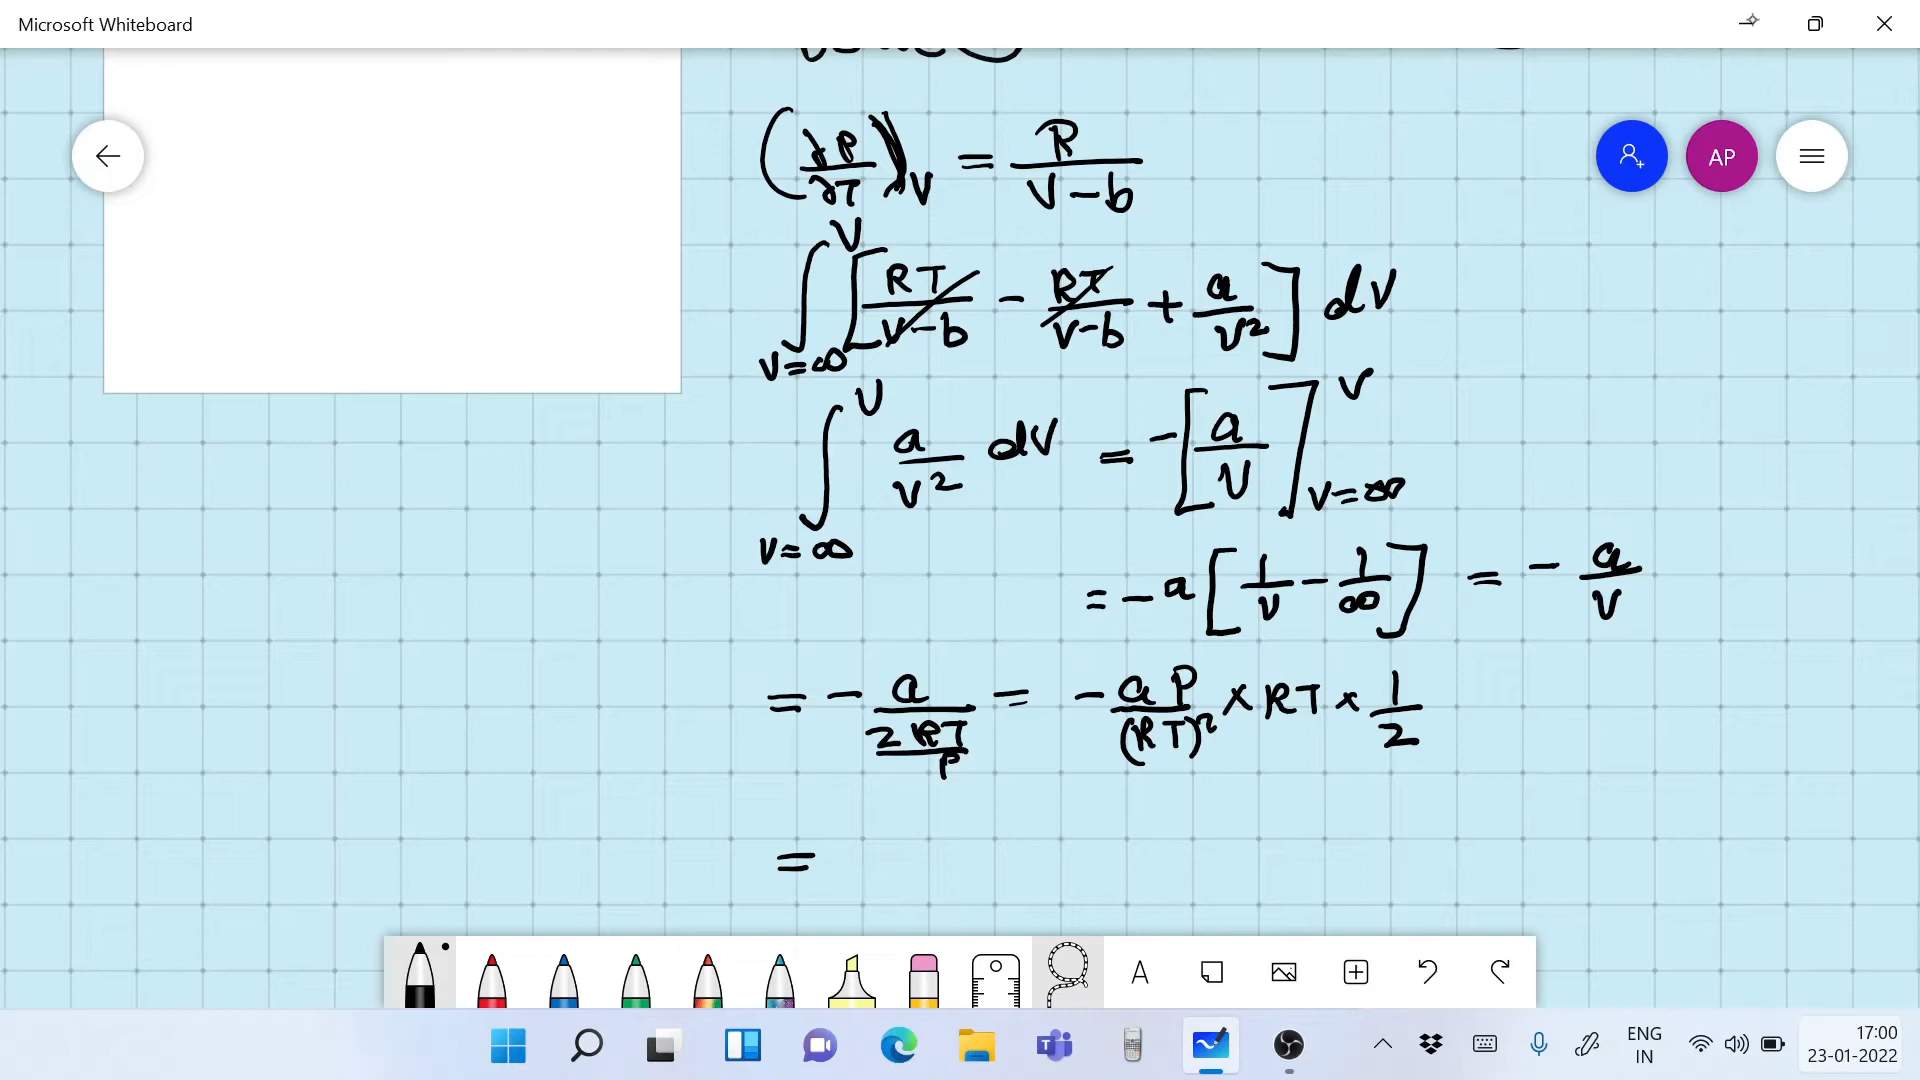 Microsoft Whiteboard
(∂P/∂T)_V = R/(V-b)
∫_{V=∞}^{V} [RT/(V-b) - RT/(V-b) + a/V²] dV
∫_{V=∞}^{V} a/V² dV = -[a/V]_{V=∞}^{V}
= -a[1/V - 1/∞] = -a/V
= -a/(2RT/P) = -aP/(RT)² × RT × 1/2
=
AP
A
ENG
IN
17:00
23-01-2022